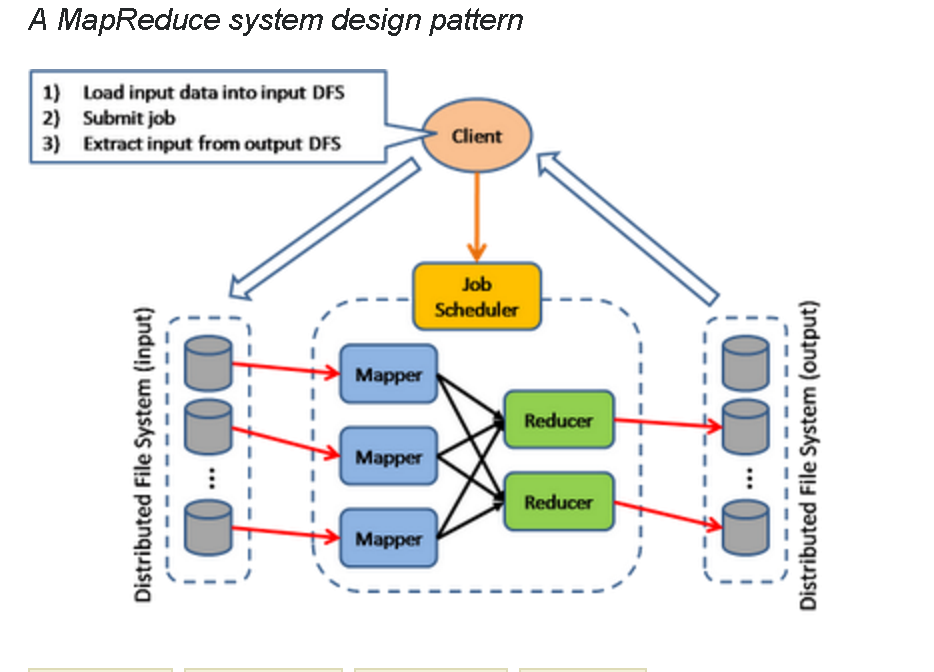 A MapReduce system design pattern
1) Load input data into input DFS
2) Submit job
3) Extract input from output DFS
Client
Job
Scheduler
Distributed File System (input)
Mapper
Mapper
Mapper
Reducer
Reducer
Distributed File System (output)